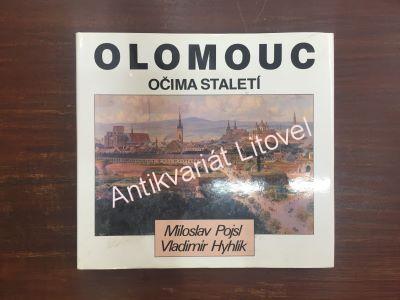 OLOMOUC
OČIMA STALETÍ
Antikvariát Litovel
Miloslav Pojsl
Vladimír Hyhlík